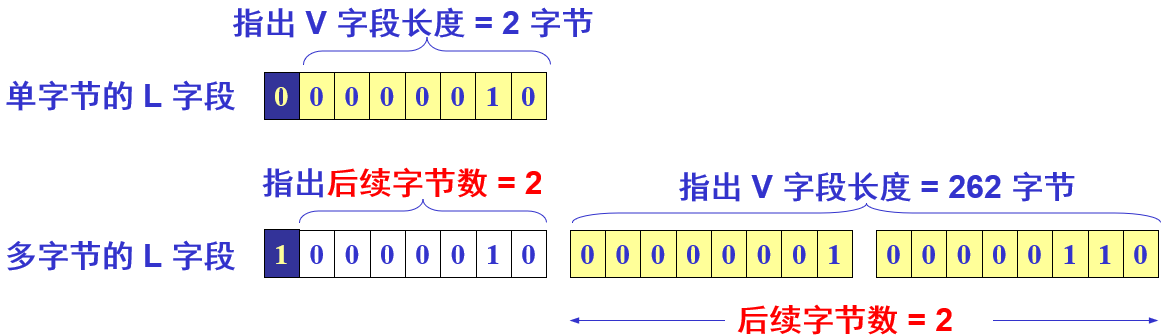 指出 V 字段长度 = 2 字节
单字节的 L 字段 0 0 0 0 0 0 1 0
指出后续字节数 = 2 指出 V 字段长度 = 262 字节
多字节的 L 字段 1 0 0 0 0 0 1 0 0 0 0 0 0 0 0 1 0 0 0 0 0 1 1 0
后续字节数 = 2